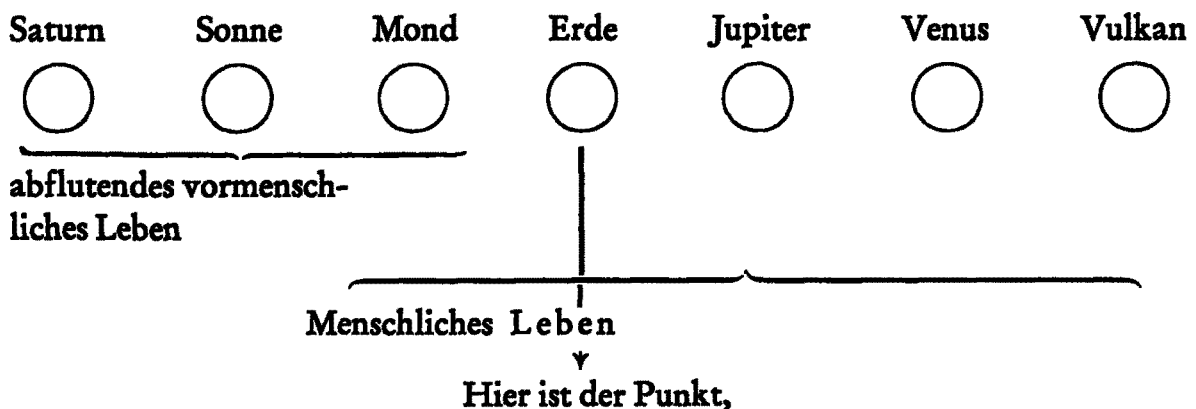 Saturn Sonne Mond Erde Jupiter Venus Vulkan
abflutendes vormensch-
liches Leben
Menschliches Leben
Hier ist der Punkt,